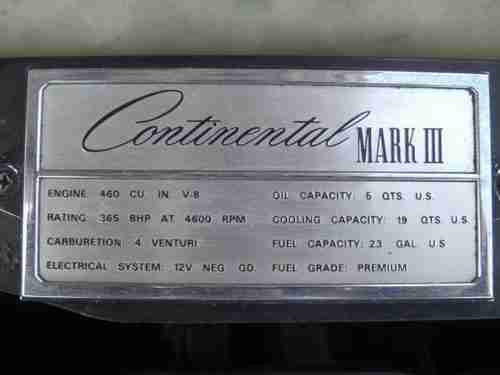 Continental MARK III
ENGINE: 460 CU. IN. V-8
RATING: 365 BHP AT 4600 RPM
CARBURETION: 4 VENTURI
ELECTRICAL SYSTEM: 12V NEG GD.
OIL CAPACITY: 5 QTS. U.S.
COOLING CAPACITY: 19 QTS. U.S
FUEL CAPACITY: 23 GAL. U.S
FUEL GRADE: PREMIUM